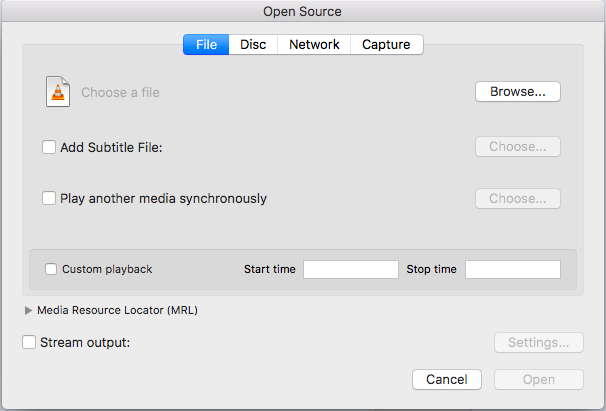 Open Source
File Disc Network Capture
Choose a file Browse...
Add Subtitle File: Choose...
Play another media synchronously Choose...
Custom playback Start time Stop time
Media Resource Locator (MRL)
Stream output: Settings...
Cancel Open